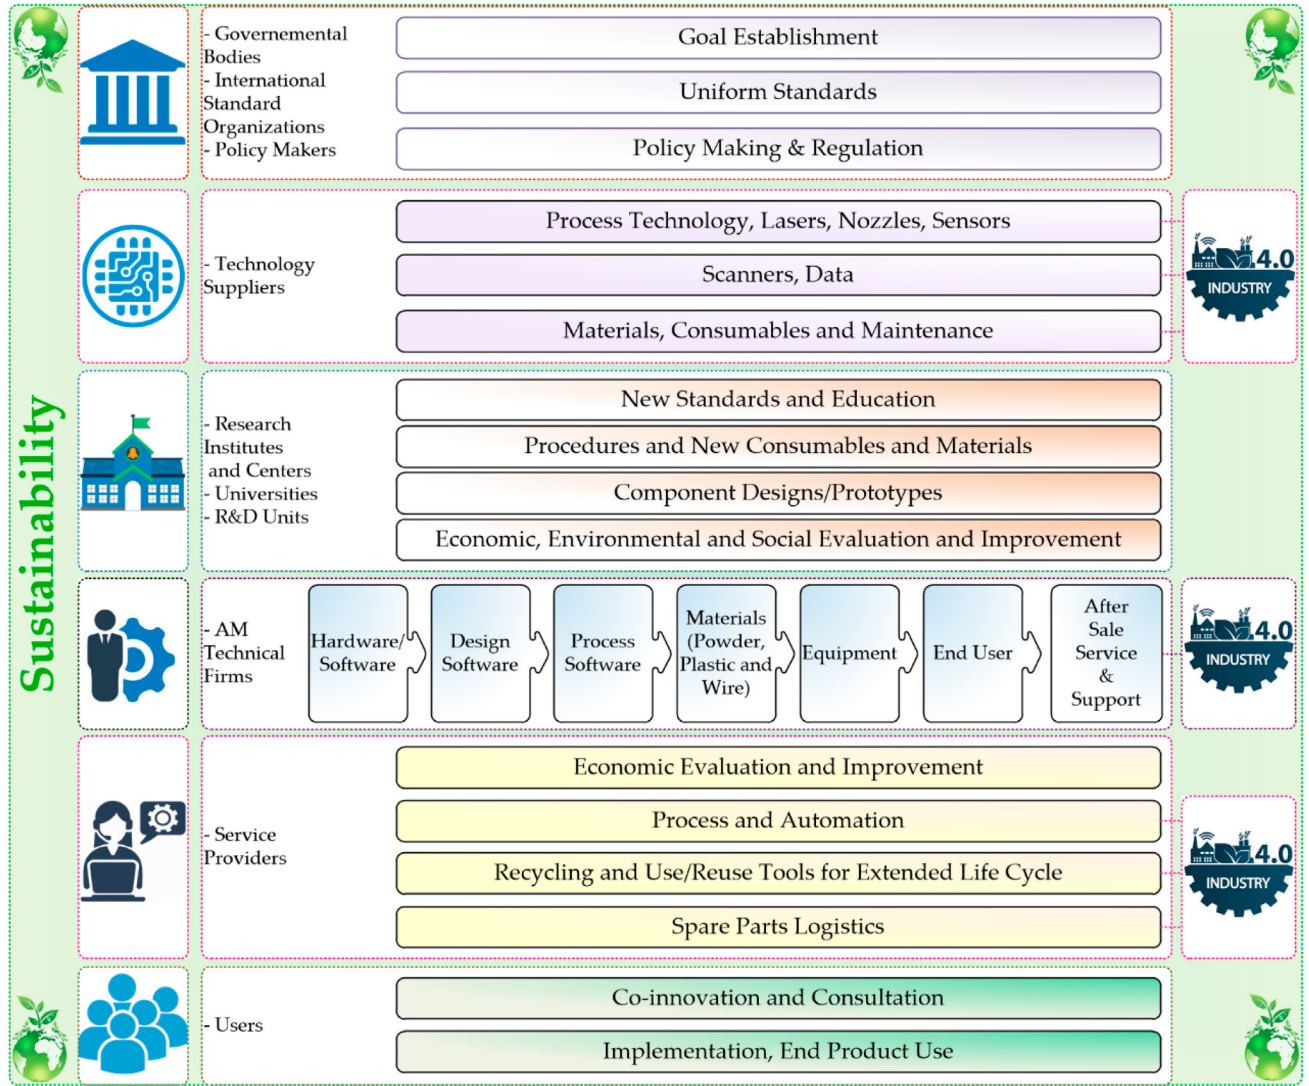 Sustainability
- Governemental
Bodies
- International
Standard
Organizations
- Policy Makers
Goal Establishment
Uniform Standards
Policy Making & Regulation
- Technology
Suppliers
Process Technology, Lasers, Nozzles, Sensors
Scanners, Data
Materials, Consumables and Maintenance
4.0
INDUSTRY
- Research
Institutes
and Centers
- Universities
- R&D Units
New Standards and Education
Procedures and New Consumables and Materials
Component Designs/Prototypes
Economic, Environmental and Social Evaluation and Improvement
- AM
Technical
Firms
Hardware/
Software
Design
Software
Process
Software
Materials
(Powder,
Plastic and
Wire)
Equipment
End User
After
Sale
Service
&
Support
4.0
INDUSTRY
- Service
Providers
Economic Evaluation and Improvement
Process and Automation
Recycling and Use/Reuse Tools for Extended Life Cycle
Spare Parts Logistics
4.0
INDUSTRY
- Users
Co-innovation and Consultation
Implementation, End Product Use